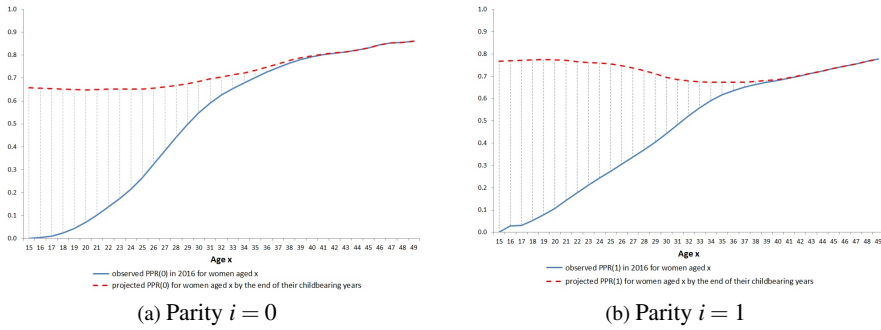 1.0
0.9
0.8
0.7
0.6
0.5
0.4
0.3
0.2
0.1
0.0
15 16 17 18 19 20 21 22 23 24 25 26 27 28 29 30 31 32 33 34 35 36 37 38 39 40 41 42 43 44 45 46 47 48 49
Age x
observed PPR(0) in 2016 for women aged x
projected PPR(0) for women aged x by the end of their childbearing years
(a) Parity i = 0
1.0
0.9
0.8
0.7
0.6
0.5
0.4
0.3
0.2
0.1
0.0
15 16 17 18 19 20 21 22 23 24 25 26 27 28 29 30 31 32 33 34 35 36 37 38 39 40 41 42 43 44 45 46 47 48 49
Age x
observed PPR(1) in 2016 for women aged x
projected PPR(1) for women aged x by the end of their childbearing years
(b) Parity i = 1